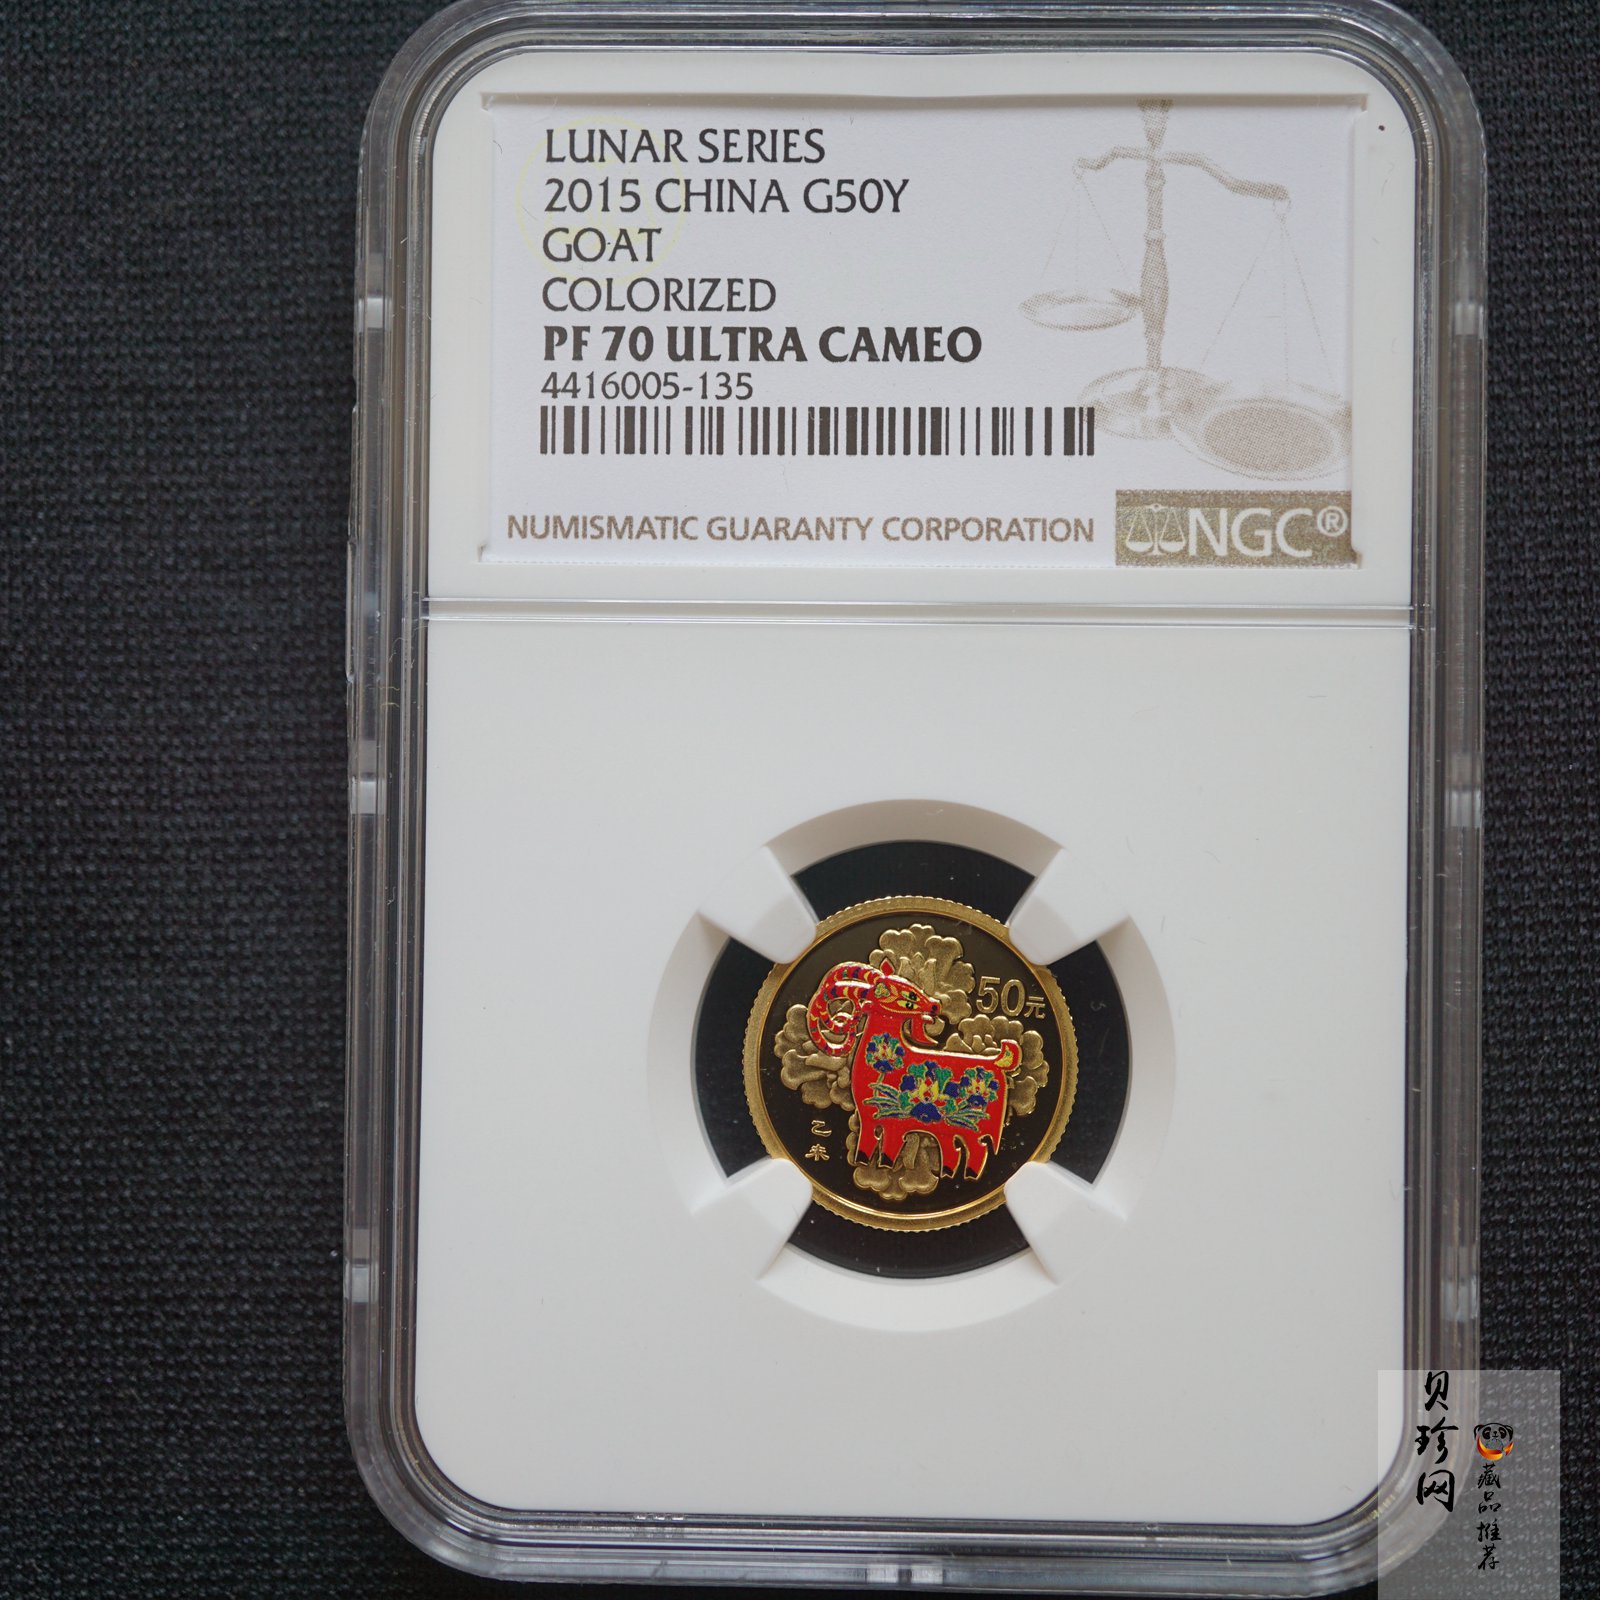 LUNAR SERIES
2015 CHINA G50Y
GOAT
COLORIZED
PF 70 ULTRA CAMEO
4416005-135
NUMISMATIC GUARANTY CORPORATION
NGC®
50元
乙未
贝珍网
藏品推荐